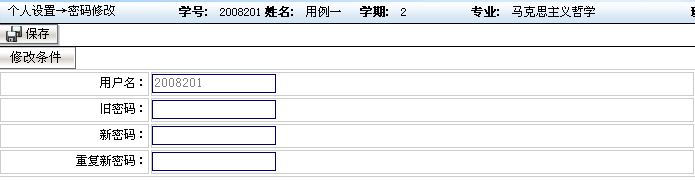 个人设置→密码修改 学号: 2008201 姓名: 用例一 学期: 2 专业: 马克思主义哲学
保存
修改条件
用户名: 2008201
旧密码:
新密码:
重复新密码: